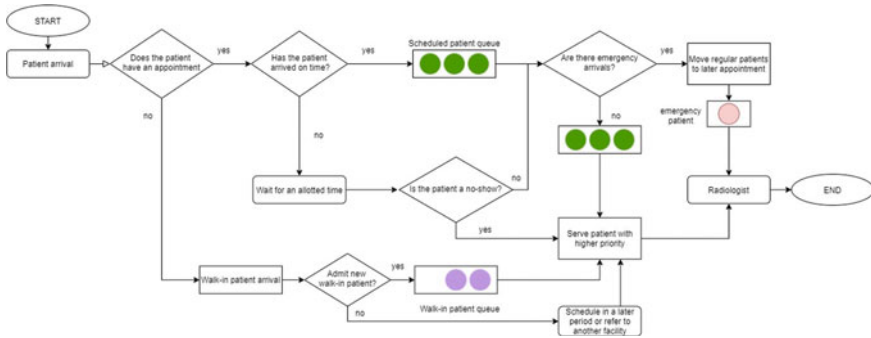 START
Patient arrival
Does the patient
have an appointment
yes
Has the patient
arrived on time?
yes
Scheduled patient queue
Are there emergency
arrivals?
yes
Move regular patients
to later appointment
emergency
patient
no
no
no
Wait for an allotted time
Is the patient a no-show?
no
yes
Serve patient with
higher priority
Radiologist
END
Walk-in patient arrival
Admit new
walk-in patient?
yes
no
Walk-in patient queue
Schedule in a later
period or refer to
another facility